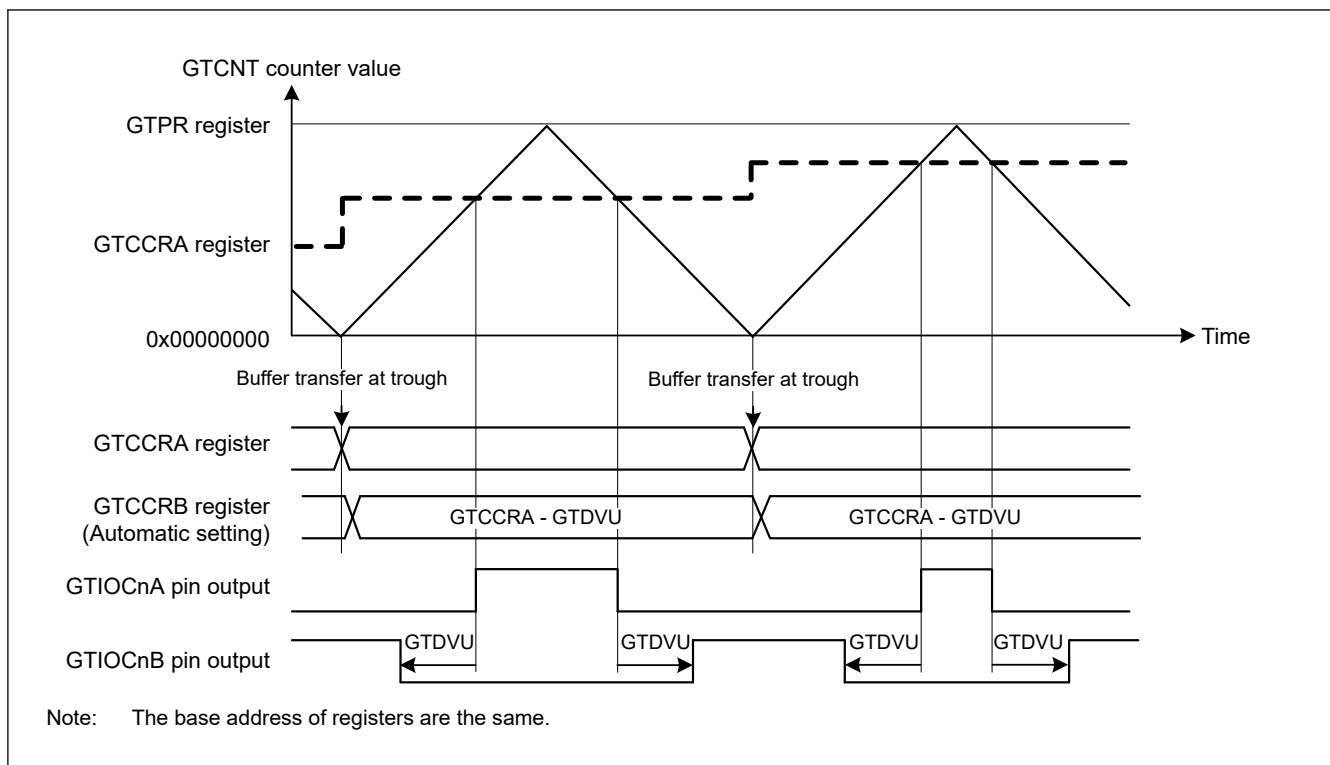 GTCNT counter value
GTPR register
GTCCRA register
0x00000000
Time
Buffer transfer at trough
Buffer transfer at trough
GTCCRA register
GTCCRB register
(Automatic setting)
GTCCRA - GTDVU
GTCCRA - GTDVU
GTIOCnA pin output
GTDVU
GTDVU
GTDVU
GTDVU
GTIOCnB pin output
Note: The base address of registers are the same.